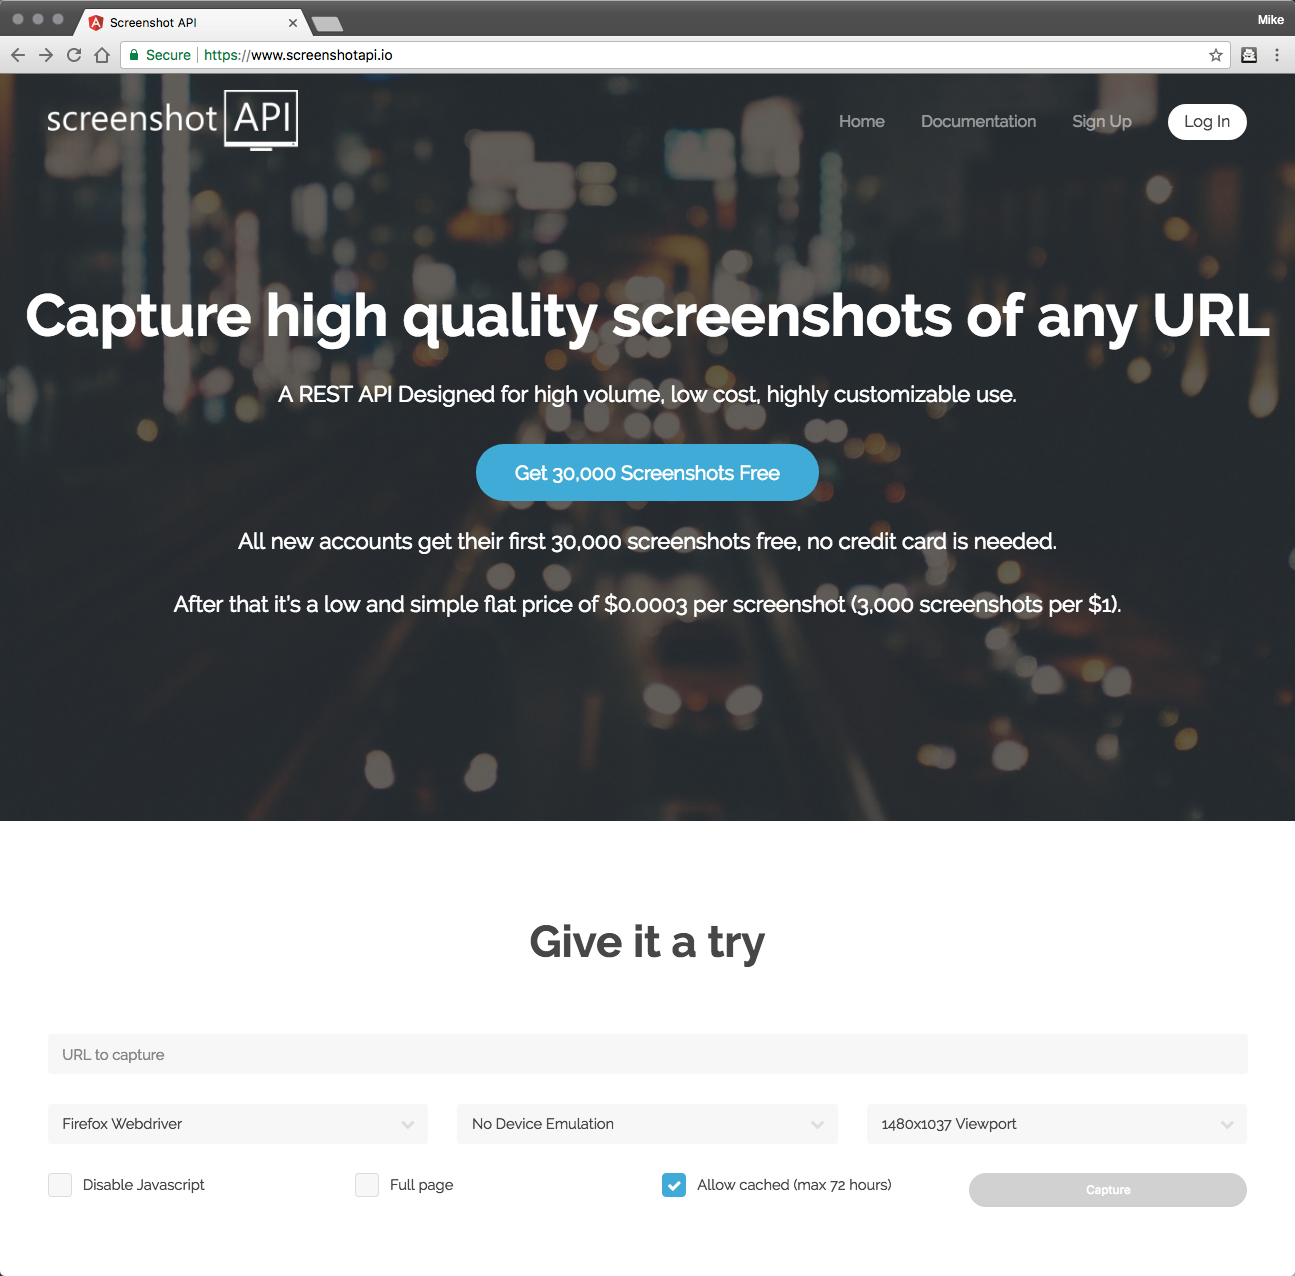 Screenshot API
Mike
Secure
https://www.screenshotapi.io
screenshot API
Home
Documentation
Sign Up
Log In
Capture high quality screenshots of any URL
A REST API Designed for high volume, low cost, highly customizable use.
Get 30,000 Screenshots Free
All new accounts get their first 30,000 screenshots free, no credit card is needed.
After that it's a low and simple flat price of $0.0003 per screenshot (3,000 screenshots per $1).
Give it a try
URL to capture
Firefox Webdriver
No Device Emulation
1480x1037 Viewport
Disable Javascript
Full page
Allow cached (max 72 hours)
Capture